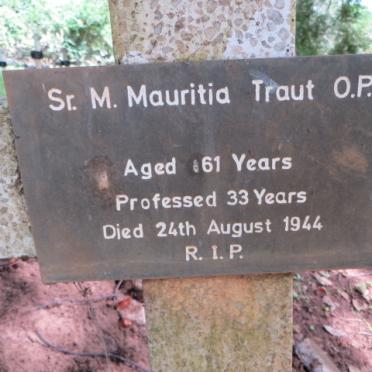 Sr. M. Mauritia Traut O.P.
Aged 61 Years
Professed 33 Years
Died 24th August 1944
R. I. P.